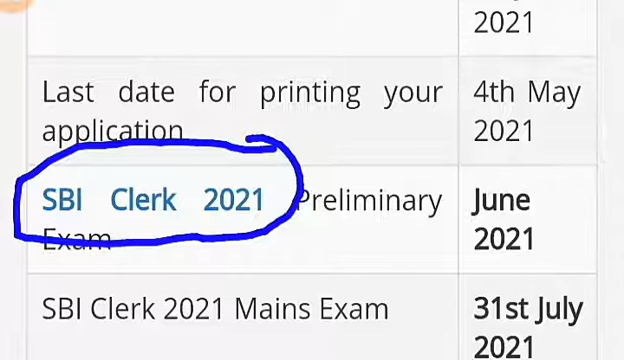 2021
Last date for printing your
application
4th May
2021
SBI Clerk 2021 Preliminary
Exam
June
2021
SBI Clerk 2021 Mains Exam
31st July
2021